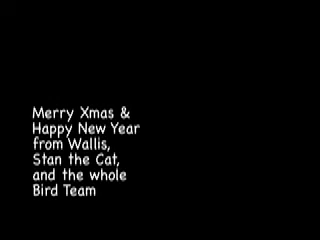 Merry Xmas &
Happy New Year
from Wallis,
Stan the Cat,
and the whole
Bird Team